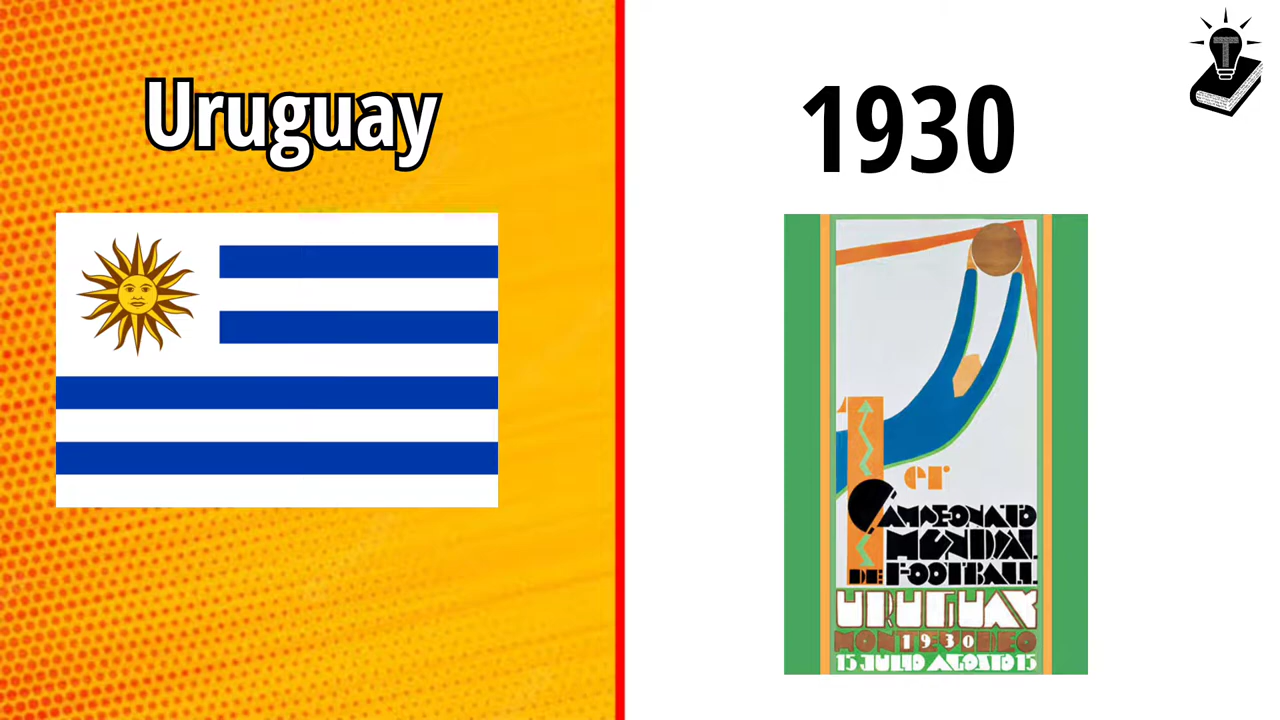 Uruguay
1930
T
1er
CAMPEONATO
MUNDIAL
DE FOOTBALL
URUGUAY
MONTEVIDEO
1930
15 JULIO AGOSTO 15